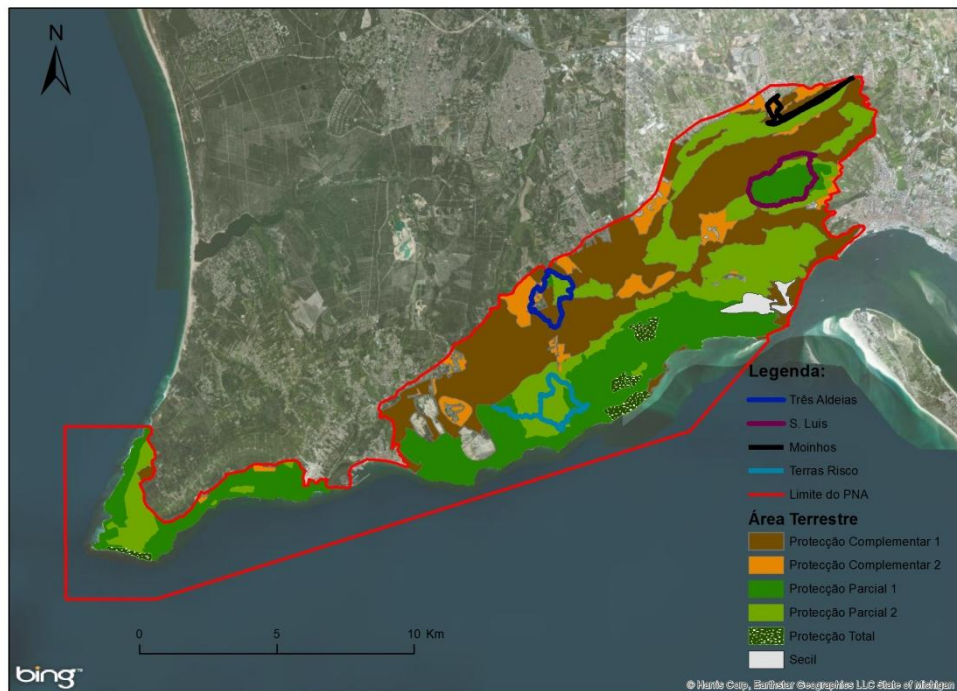 N
Legenda:
Três Aldeias
S. Luis
Moinhos
Terras Risco
Limite do PNA
Área Terrestre
Protecção Complementar 1
Protecção Complementar 2
Protecção Parcial 1
Protecção Parcial 2
Protecção Total
Secil
0 5 10 Km
bing™
© Harris Corp, Earthstar Geographics LLC State of Michigan